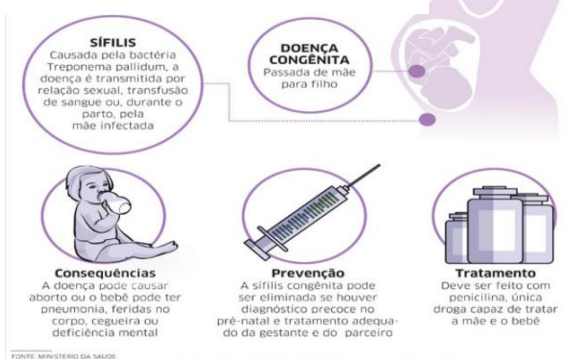 SÍFILIS
Causada pela bactéria
Treponema pallidum, a
doença é transmitida por
relação sexual, transfusão
de sangue ou, durante o
parto, pela
mãe infectada
DOENÇA
CONGÊNITA
Passada de mãe
para filho
Consequências
A doença pode causar
aborto ou o bebê pode ter
pneumonia, feridas no
corpo, cegueira ou
deficiência mental
Prevenção
A sífilis congênita pode
ser eliminada se houver
diagnóstico precoce no
pré-natal e tratamento adequa-
do da gestante e do parceiro
Tratamento
Deve ser feito com
penicilina, única
droga capaz de tratar
a mãe e o bebê
FONTE: MINISTERIO DA SAUDE